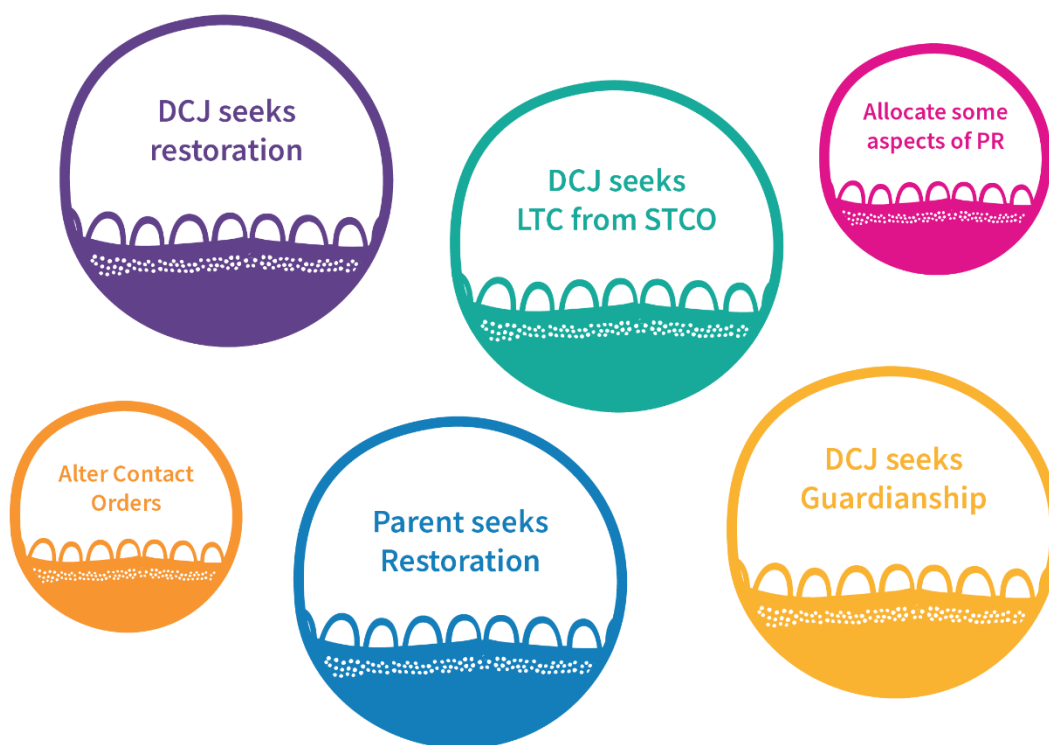 DCJ seeks
restoration
DCJ seeks
LTC from STCO
Allocate some
aspects of PR
Alter Contact
Orders
Parent seeks
Restoration
DCJ seeks
Guardianship